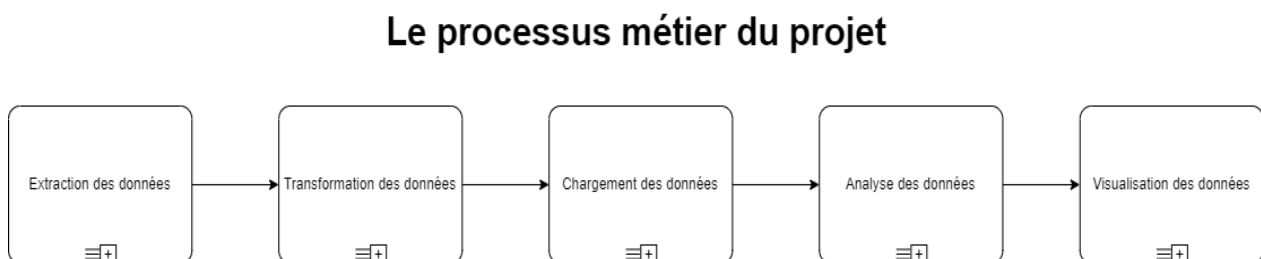 Le processus métier du projet
Extraction des données
Transformation des données
Chargement des données
Analyse des données
Visualisation des données